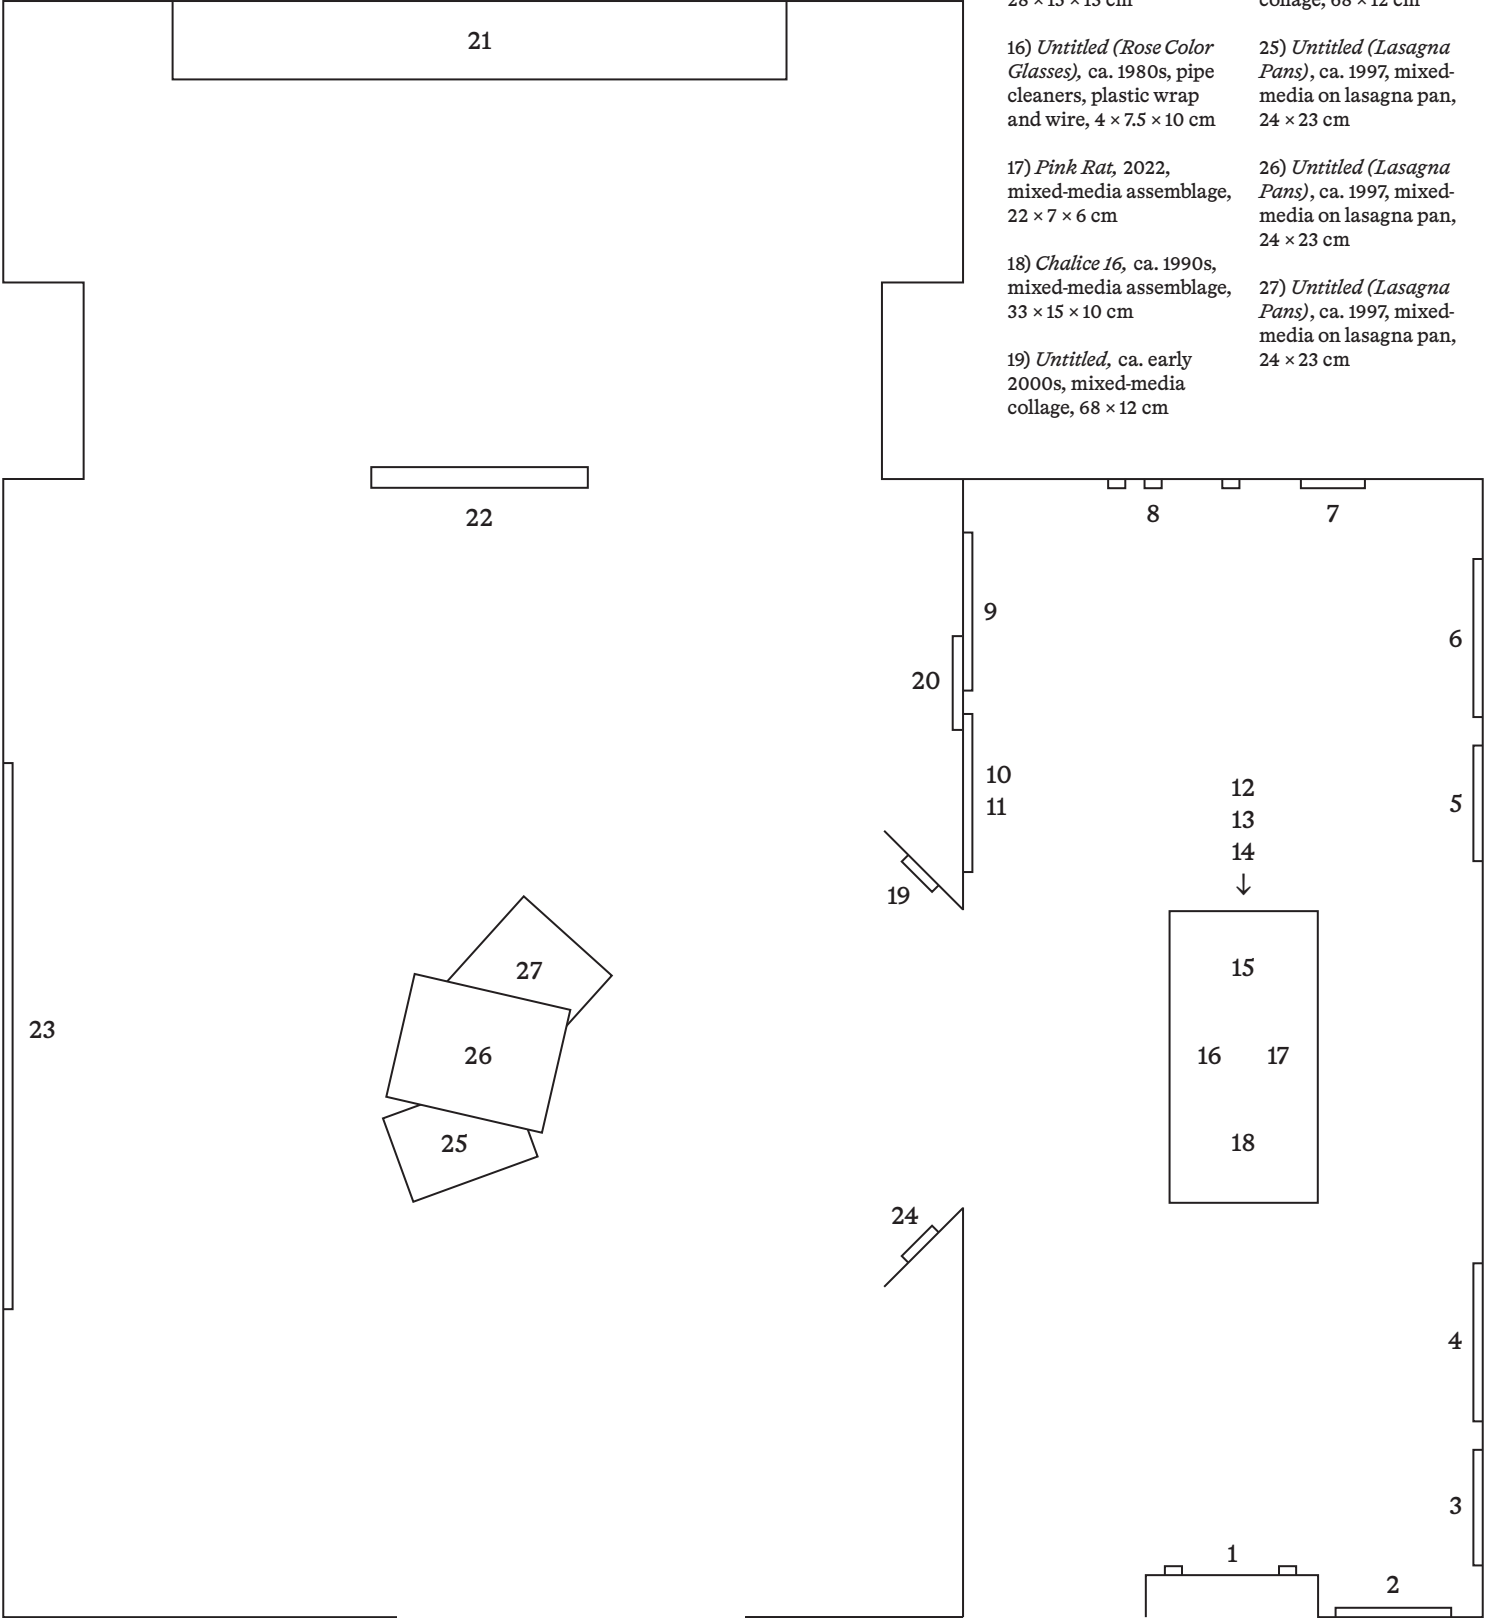 28 × 15 × 15 cm
16) Untitled (Rose Color
Glasses), ca. 1980s, pipe
cleaners, plastic wrap
and wire, 4 × 7.5 × 10 cm
17) Pink Rat, 2022,
mixed-media assemblage,
22 × 7 × 6 cm
18) Chalice 16, ca. 1990s,
mixed-media assemblage,
33 × 15 × 10 cm
19) Untitled, ca. early
2000s, mixed-media
collage, 68 × 12 cm
collage, 68 × 12 cm
25) Untitled (Lasagna
Pans), ca. 1997, mixed-
media on lasagna pan,
24 × 23 cm
26) Untitled (Lasagna
Pans), ca. 1997, mixed-
media on lasagna pan,
24 × 23 cm
27) Untitled (Lasagna
Pans), ca. 1997, mixed-
media on lasagna pan,
24 × 23 cm
21
22
8
7
9
6
20
10
11
12
13
14
↓
5
19
27
15
23
26
16
17
25
18
24
4
3
1
2